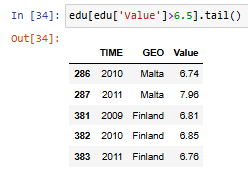 In [34]: edu[edu['Value']>6.5].tail()
Out[34]:
TIME GEO Value
286 2010 Malta 6.74
287 2011 Malta 7.96
381 2009 Finland 6.81
382 2010 Finland 6.85
383 2011 Finland 6.76